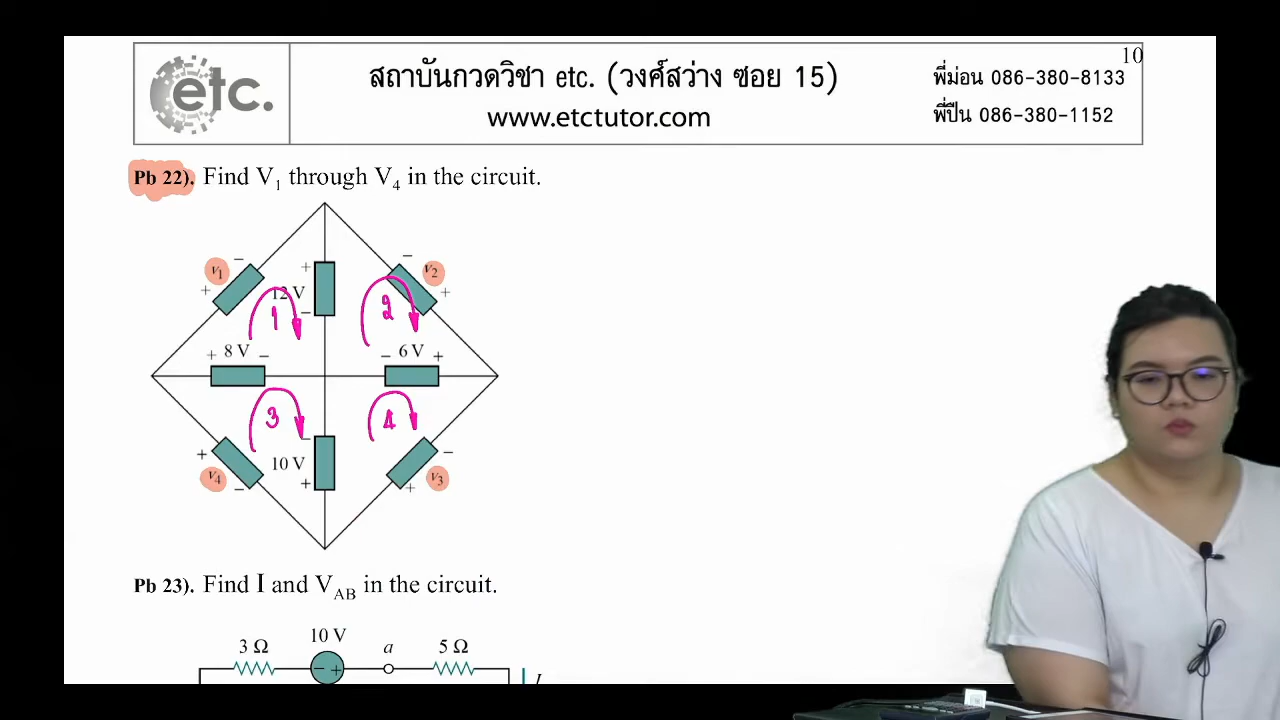 etc.
สถาบันกวดวิชา etc. (วงศ์สว่าง ซอย 15)
www.etctutor.com
10
พี่ม่อน 086-380-8133
พี่ปืน 086-380-1152
Pb 22). Find V1 through V4 in the circuit.
V1 - + 
- V2 +
+ 12 V -
1
2
+ 8 V -
- 6 V +
3
4
+ V4 -
- 10 V +
- V3 +
Pb 23). Find I and VAB in the circuit.
3 Ω
10 V
a
5 Ω
- +
I